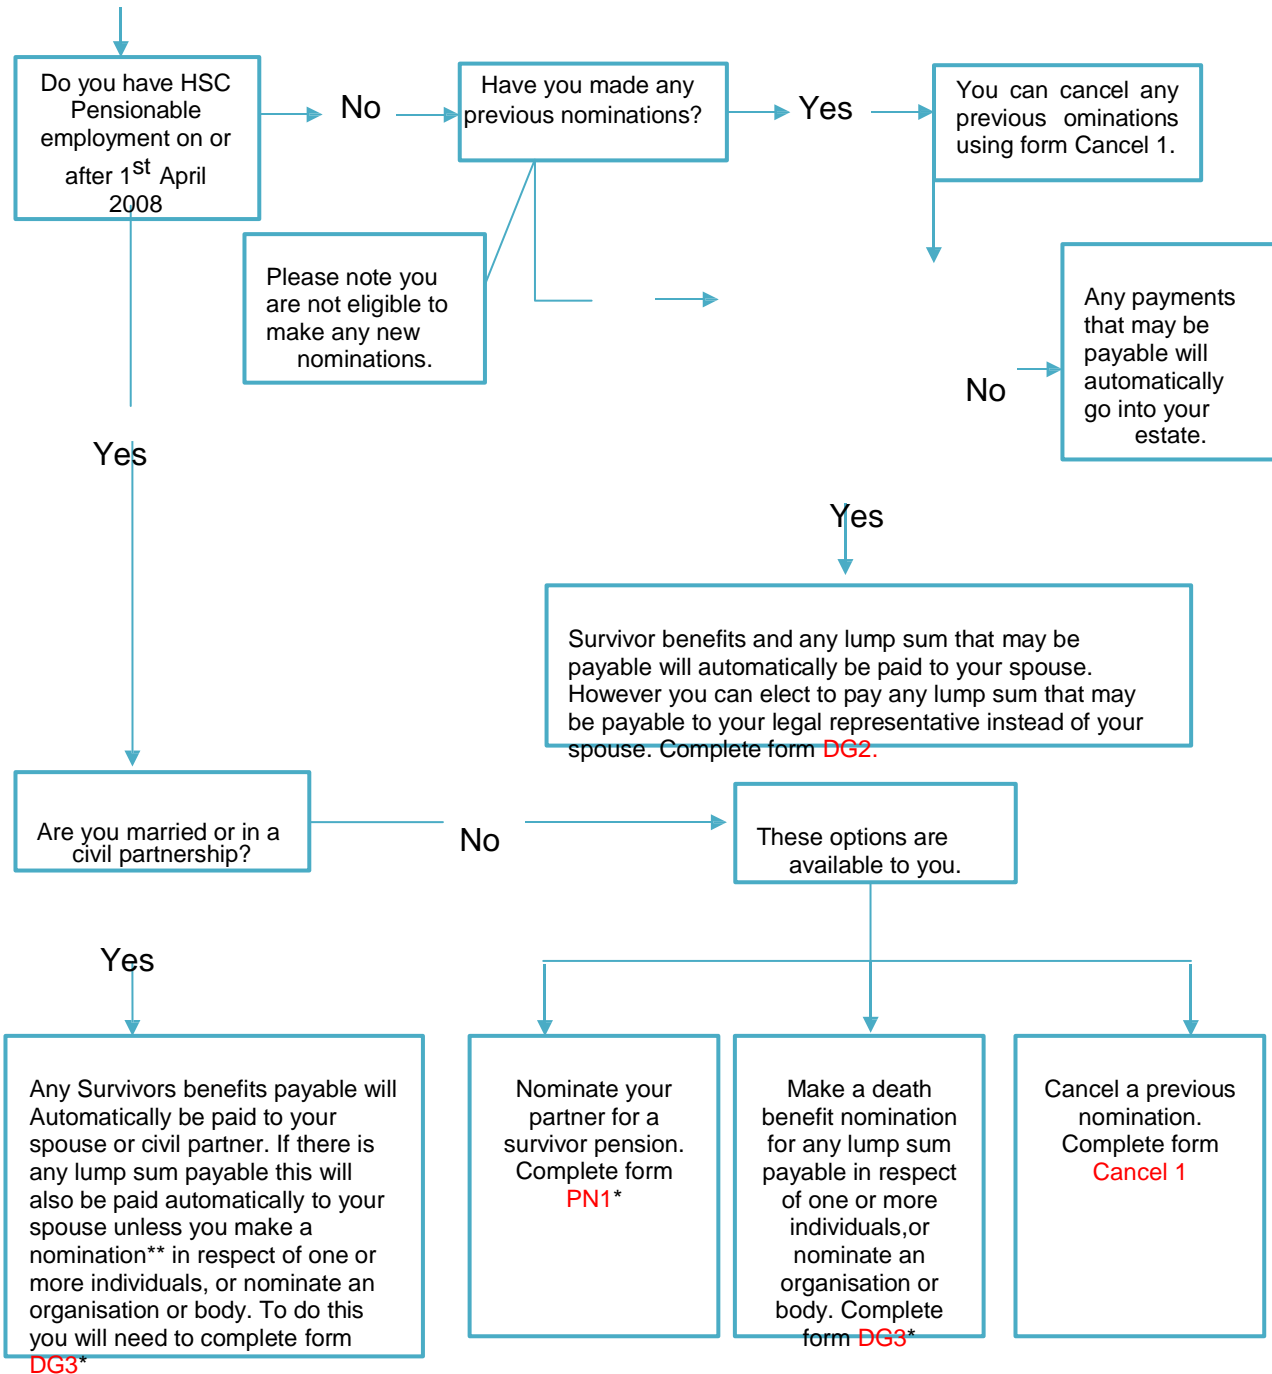 Do you have HSC
Pensionable
employment on or
after 1st April
2008
No
Have you made any
previous nominations?
Yes
You can cancel any
previous ominations
using form Cancel 1.
Please note you
are not eligible to
make any new
nominations.
Any payments
that may be
payable will
automatically
go into your
estate.
No
Yes
Yes
Survivor benefits and any lump sum that may be
payable will automatically be paid to your spouse.
However you can elect to pay any lump sum that may
be payable to your legal representative instead of your
spouse. Complete form DG2.
Are you married or in a
civil partnership?
No
These options are
available to you.
Yes
Any Survivors benefits payable will
Automatically be paid to your
spouse or civil partner. If there is
any lump sum payable this will
also be paid automatically to your
spouse unless you make a
nomination** in respect of one or
more individuals, or nominate an
organisation or body. To do this
you will need to complete form
DG3*
Nominate your
partner for a
survivor pension.
Complete form
PN1*
Make a death
benefit nomination
for any lump sum
payable in respect
of one or more
individuals,or
nominate an
organisation or
body. Complete
form DG3*
Cancel a previous
nomination.
Complete form
Cancel 1